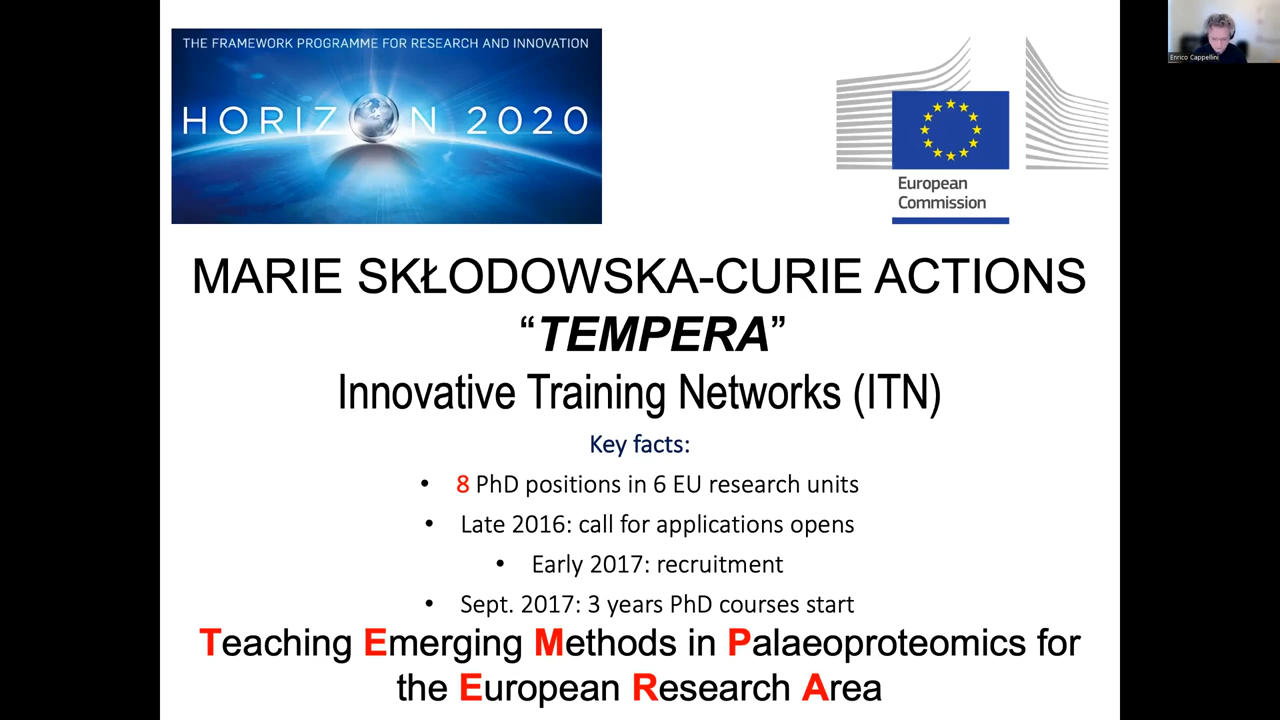 THE FRAMEWORK PROGRAMME FOR RESEARCH AND INNOVATION
HORIZON 2020
European
Commission
Enrico Cappellini
MARIE SKŁODOWSKA-CURIE ACTIONS
“TEMPERA”
Innovative Training Networks (ITN)
Key facts:
• 8 PhD positions in 6 EU research units
• Late 2016: call for applications opens
• Early 2017: recruitment
• Sept. 2017: 3 years PhD courses start
Teaching Emerging Methods in Palaeoproteomics for
the European Research Area